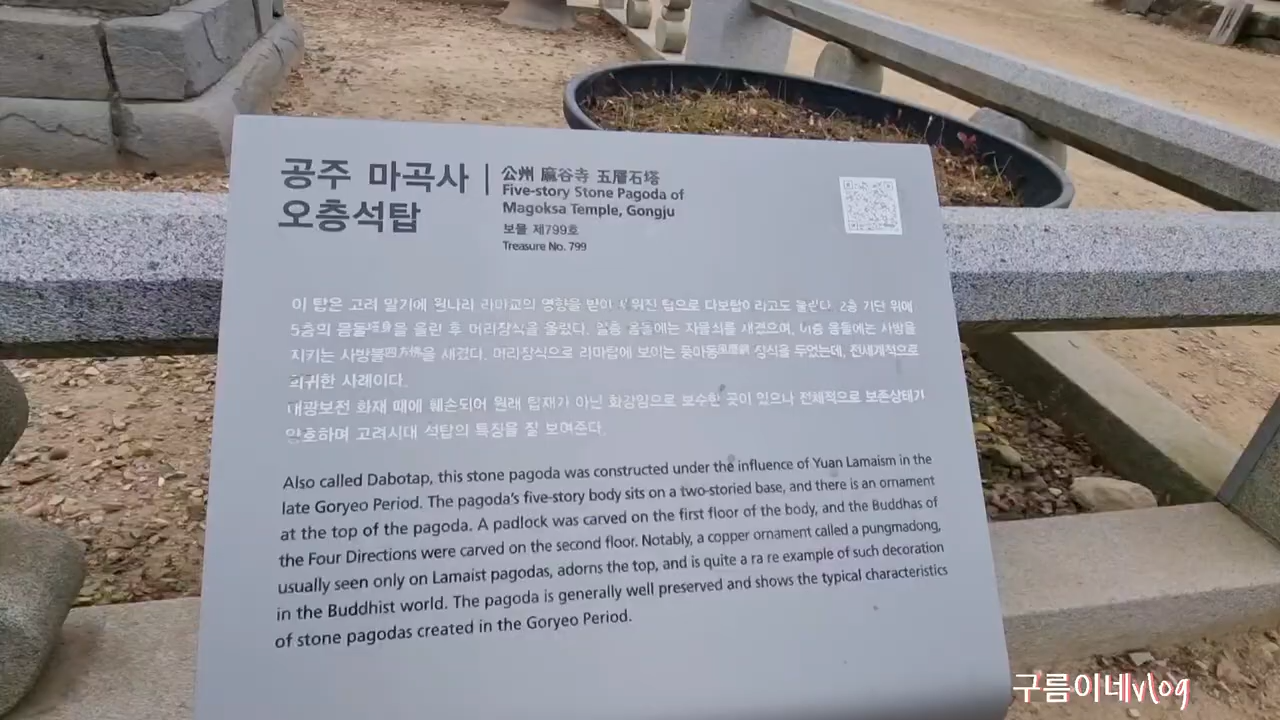 공주 마곡사
오층석탑
公州 麻谷寺 五層石塔
Five-story Stone Pagoda of
Magoksa Temple, Gongju
보물 제799호
Treasure No. 799
이 탑은 고려 말기에 원나라 라마교의 영향을 받아 세워진 탑으로 다보탑이라고도 불린다. 2층 기단 위에
5층의 몸돌塔身을 올린 후 머리장식을 올렸다. 몸돌에는 자물쇠를 새겼으며, 이층 몸돌에는 사방을
지키는 사방불四方佛을 새겼다. 머리장식으로 라마탑에 보이는 풍마동 장식을 두었는데, 전세계적으로
희귀한 사례이다.
대광보전 화재 때에 훼손되어 원래 탑재가 아닌 화강암으로 보수한 곳이 있으나 전체적으로 보존상태가
양호하며 고려시대 석탑의 특징을 잘 보여준다.
Also called Dabotap, this stone pagoda was constructed under the influence of Yuan Lamaism in the
late Goryeo Period. The pagoda's five-story body sits on a two-storied base, and there is an ornament
at the top of the pagoda. A padlock was carved on the first floor of the body, and the Buddhas of
the Four Directions were carved on the second floor. Notably, a copper ornament called a pungmadong,
usually seen only on Lamaist pagodas, adorns the top, and is quite a ra re example of such decoration
in the Buddhist world. The pagoda is generally well preserved and shows the typical characteristics
of stone pagodas created in the Goryeo Period.
구름이네vlog